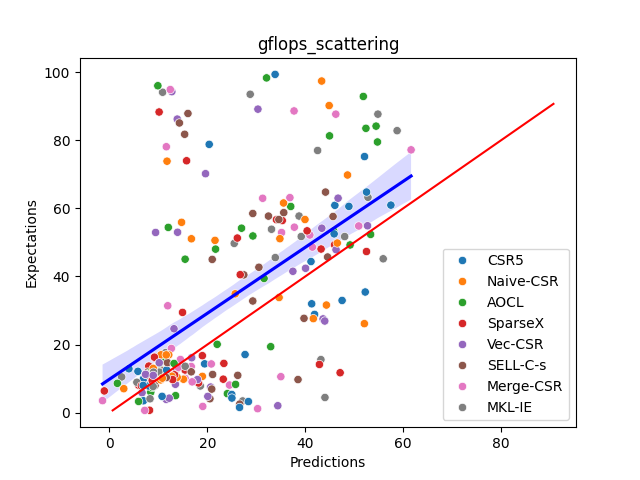 gflops_scattering
100
80
60
40
20
0
Expectations
0 20 40 60 80
Predictions
CSR5
Naive-CSR
AOCL
SparseX
Vec-CSR
SELL-C-s
Merge-CSR
MKL-IE